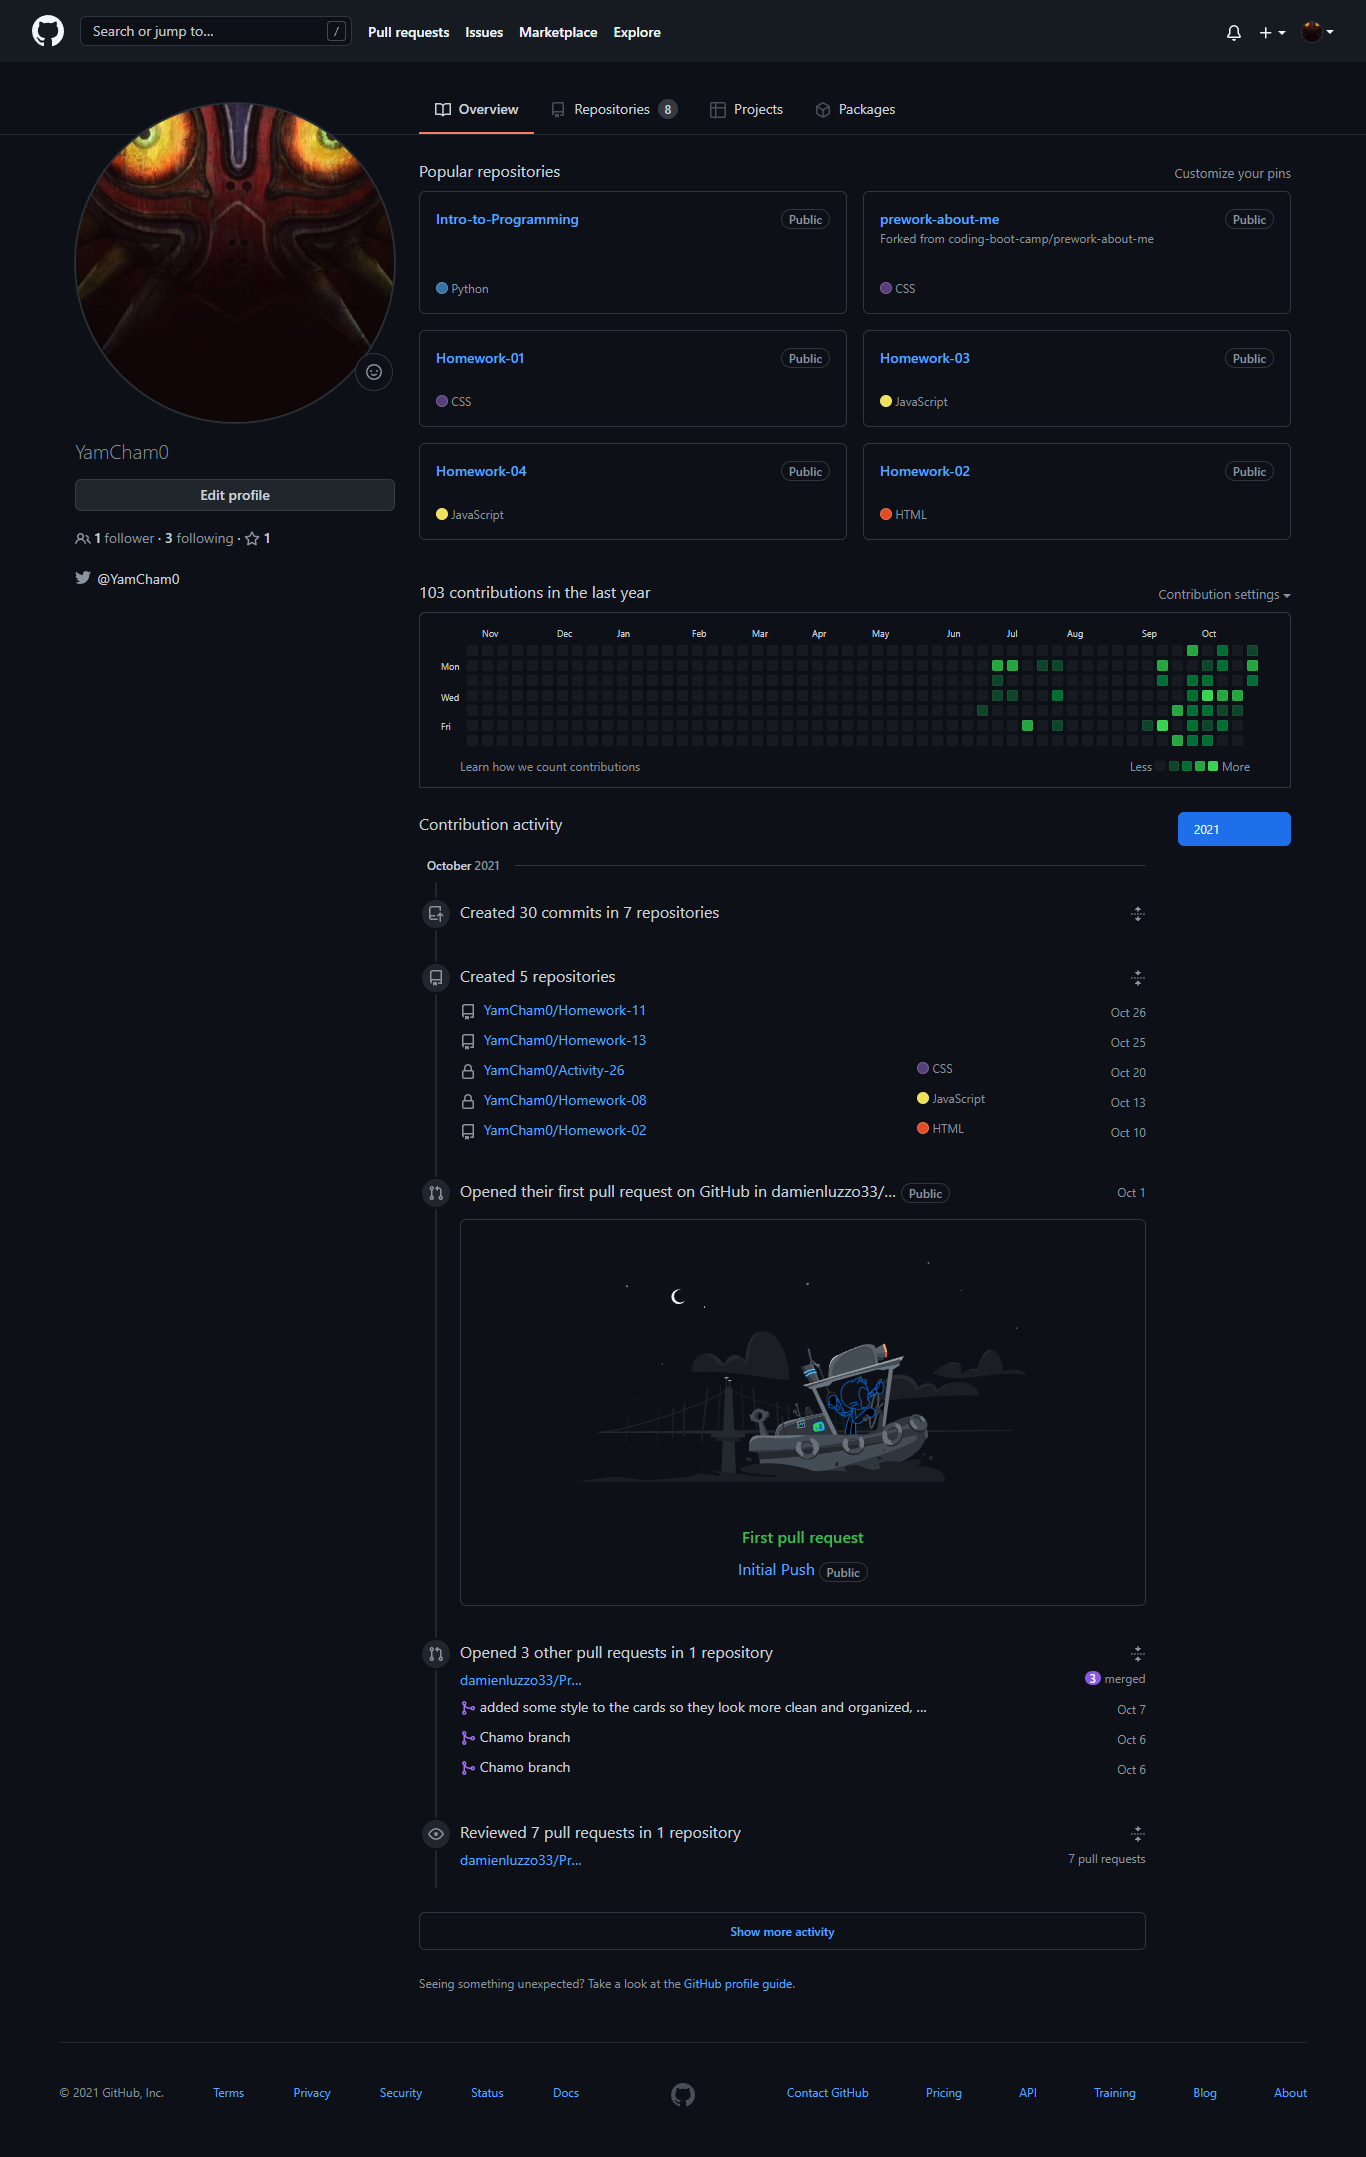 Search or jump to... / Pull requests Issues Marketplace Explore
Overview Repositories 8 Projects Packages
Popular repositories Customize your pins
Intro-to-Programming Public
Python
prework-about-me Public
Forked from coding-boot-camp/prework-about-me
CSS
Homework-01 Public
CSS
Homework-03 Public
JavaScript
Homework-04 Public
JavaScript
Homework-02 Public
HTML
YamCham0
Edit profile
1 follower · 3 following · 1
@YamCham0
103 contributions in the last year Contribution settings
Nov Dec Jan Feb Mar Apr May Jun Jul Aug Sep Oct
Mon
Wed
Fri
Learn how we count contributions Less More
Contribution activity 2021
October 2021
Created 30 commits in 7 repositories
Created 5 repositories
YamCham0/Homework-11 Oct 26
YamCham0/Homework-13 Oct 25
YamCham0/Activity-26 CSS Oct 20
YamCham0/Homework-08 JavaScript Oct 13
YamCham0/Homework-02 HTML Oct 10
Opened their first pull request on GitHub in damienluzzo33/... Public Oct 1
First pull request
Initial Push Public
Opened 3 other pull requests in 1 repository
damienluzzo33/Pr... 3 merged
added some style to the cards so they look more clean and organized, ... Oct 7
Chamo branch Oct 6
Chamo branch Oct 6
Reviewed 7 pull requests in 1 repository
damienluzzo33/Pr... 7 pull requests
Show more activity
Seeing something unexpected? Take a look at the GitHub profile guide.
© 2021 GitHub, Inc. Terms Privacy Security Status Docs Contact GitHub Pricing API Training Blog About